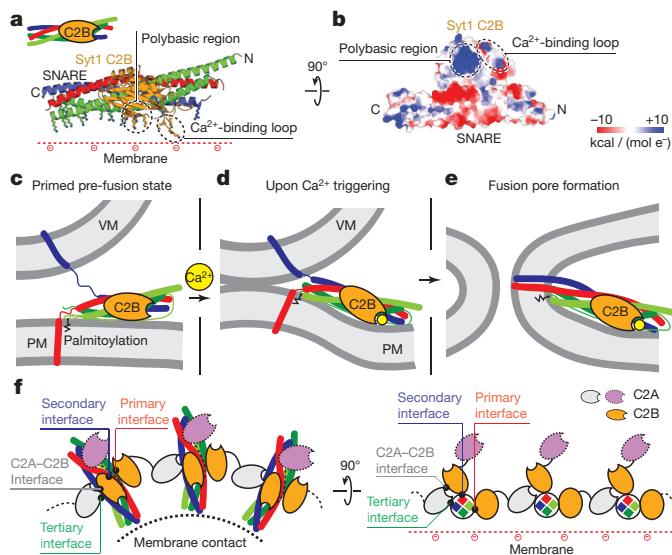 a
C2B
Syt1 C2B
Polybasic region
SNARE
N
C
Ca²⁺-binding loop
Membrane
90°
b
Syt1 C2B
Polybasic region
Ca²⁺-binding loop
C
N
SNARE
−10 +10
kcal / (mol e⁻)
c Primed pre-fusion state
VM
C2B
PM
Palmitoylation
Ca²⁺
d Upon Ca²⁺ triggering
VM
C2B
PM
e Fusion pore formation
C2B
f
Secondary interface
Primary interface
C2A–C2B Interface
Tertiary interface
Membrane contact
90°
Secondary interface
Primary interface
C2A
C2B
C2A–C2B interface
Tertiary interface
Membrane